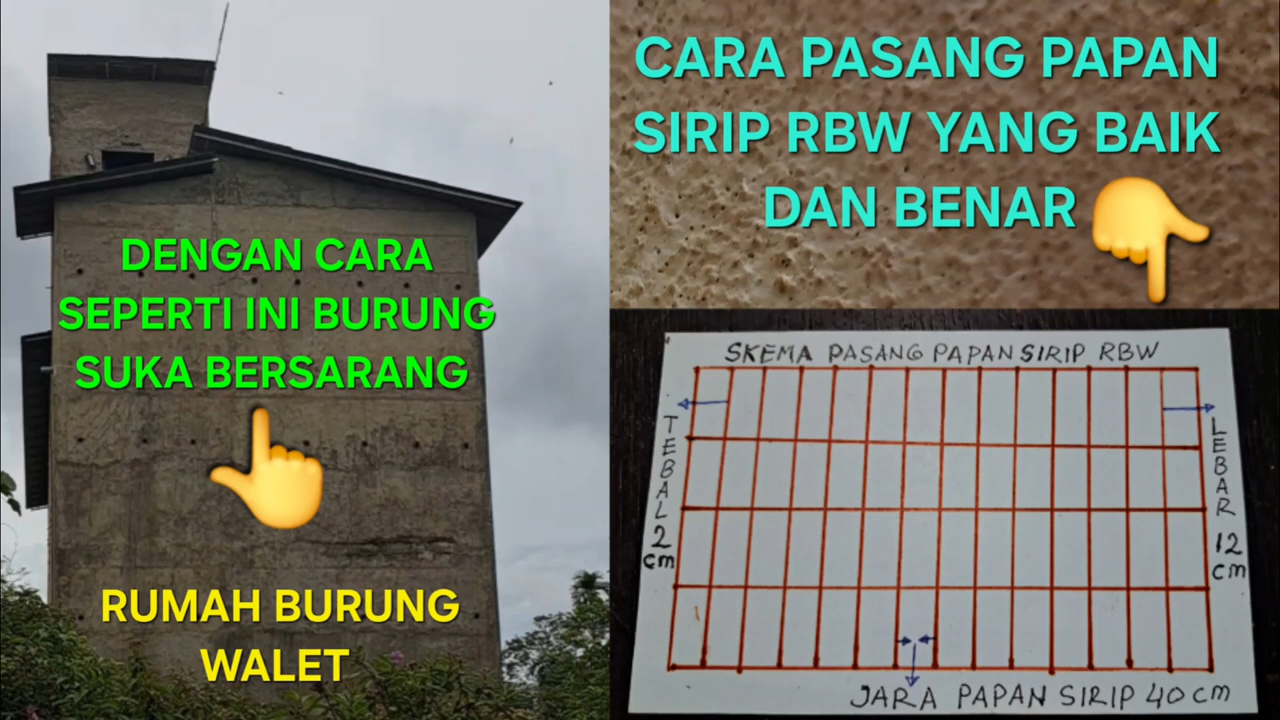 DENGAN CARA
SEPERTI INI BURUNG
SUKA BERSARANG
RUMAH BURUNG
WALET
CARA PASANG PAPAN
SIRIP RBW YANG BAIK
DAN BENAR
SKEMA PASANG PAPAN SIRIP RBW
TEBAL 2 cm
LEBAR 12 cm
JARA PAPAN SIRIP 40 cm